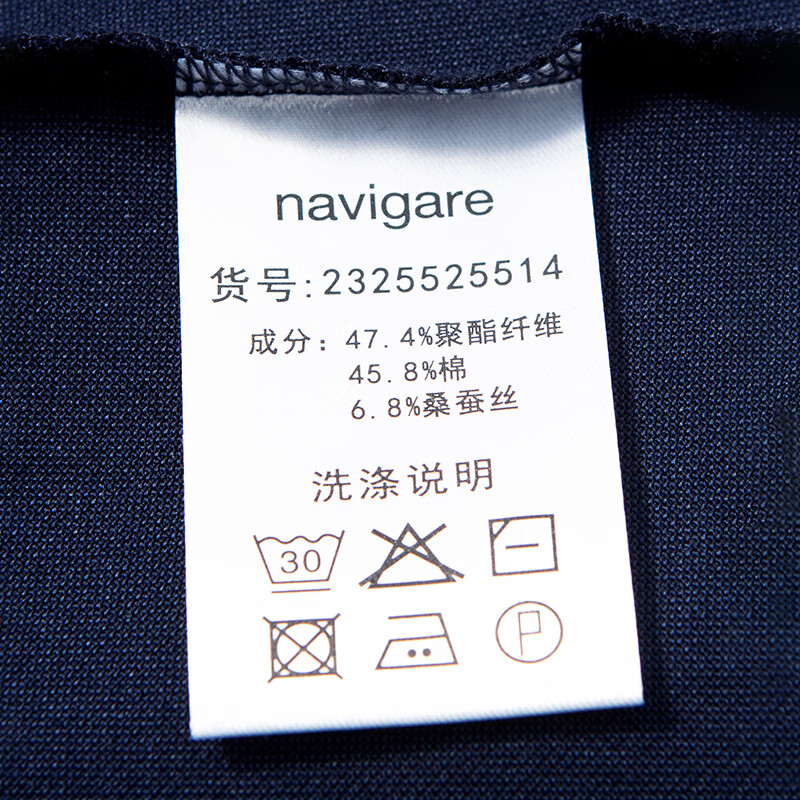 navigare
货号:2325525514
成分：47.4%聚酯纤维
45.8%棉
6.8%桑蚕丝
洗涤说明
30
P